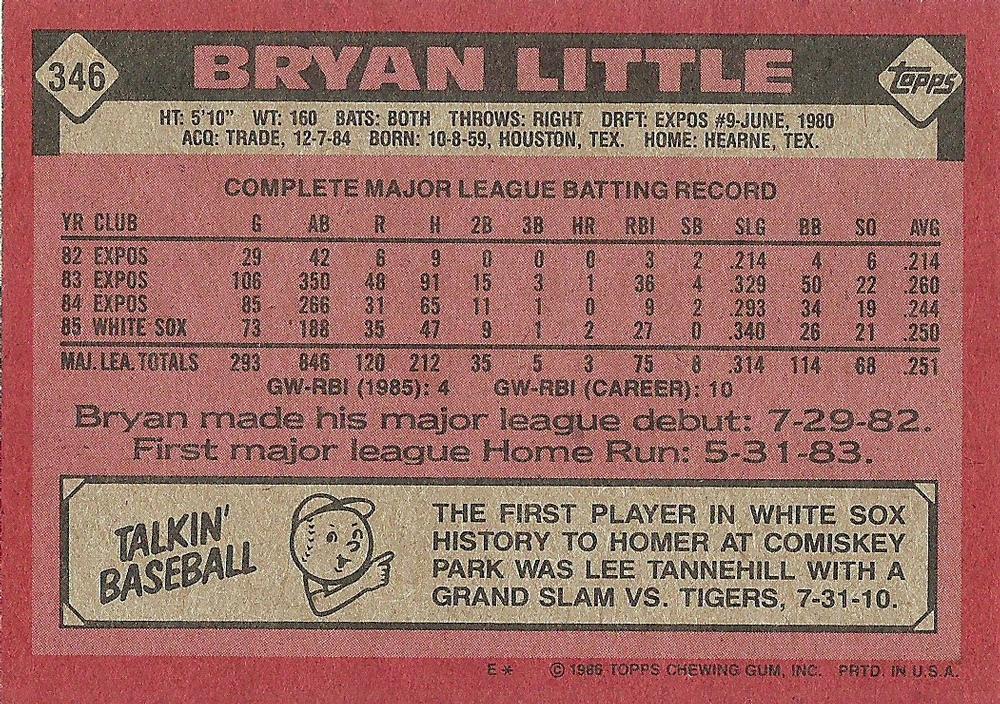 346 BRYAN LITTLE TOPPS
HT: 5'10" WT: 160 BATS: BOTH THROWS: RIGHT DRFT: EXPOS #9-JUNE, 1980
ACQ: TRADE, 12-7-84 BORN: 10-8-59, HOUSTON, TEX. HOME: HEARNE, TEX.
COMPLETE MAJOR LEAGUE BATTING RECORD
YR CLUB G AB R H 2B 3B HR RBI SB SLG BB SO AVG
82 EXPOS 29 42 6 9 0 0 0 3 2 .214 4 6 .214
83 EXPOS 106 350 48 91 15 3 1 36 4 .329 50 22 .260
84 EXPOS 85 266 31 65 11 1 0 9 2 .293 34 19 .244
85 WHITE SOX 73 188 35 47 9 1 2 27 0 .340 26 21 .250
MAJ. LEA. TOTALS 293 846 120 212 35 5 3 75 8 .314 114 68 .251
GW-RBI (1985): 4 GW-RBI (CAREER): 10
Bryan made his major league debut: 7-29-82.
First major league Home Run: 5-31-83.
TALKIN'
BASEBALL
THE FIRST PLAYER IN WHITE SOX
HISTORY TO HOMER AT COMISKEY
PARK WAS LEE TANNEHILL WITH A
GRAND SLAM VS. TIGERS, 7-31-10.
E* © 1986 TOPPS CHEWING GUM, INC. PRTD. IN U.S.A.